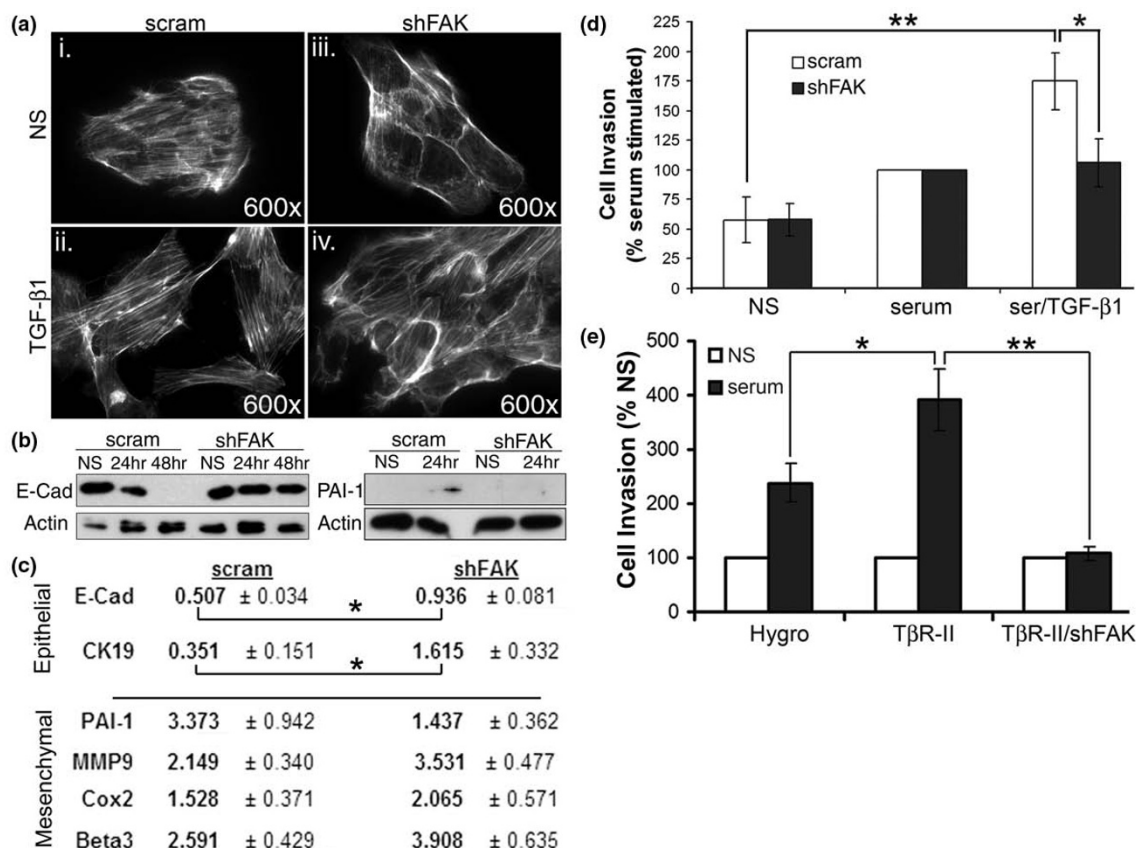 (a)
scram shFAK
NS
i. iii.
600x 600x
TGF-β1
ii. iv.
600x 600x
(b)
scram shFAK
NS 24hr 48hr NS 24hr 48hr
E-Cad
Actin
scram shFAK
NS 24hr NS 24hr
PAI-1
Actin
(c)
scram shFAK
Epithelial
E-Cad 0.507 ± 0.034 0.936 ± 0.081
*
CK19 0.351 ± 0.151 1.615 ± 0.332
*
Mesenchymal
PAI-1 3.373 ± 0.942 1.437 ± 0.362
MMP9 2.149 ± 0.340 3.531 ± 0.477
Cox2 1.528 ± 0.371 2.065 ± 0.571
Beta3 2.591 ± 0.429 3.908 ± 0.635
(d)
Cell Invasion
(% serum stimulated)
225
200
175
150
125
100
75
50
25
0
** *
scram
shFAK
NS serum ser/TGF-β1
(e)
Cell Invasion (% NS)
500
400
300
200
100
0
NS
serum
* **
Hygro TβR-II TβR-II/shFAK